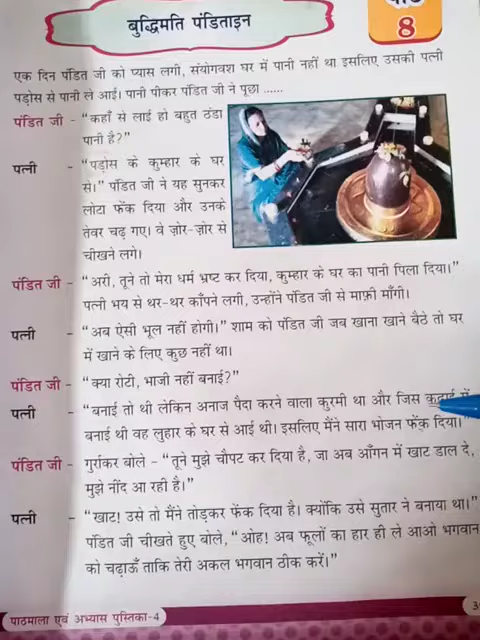 पाठ
8
बुद्धिमति पंडिताइन
एक दिन पंडित जी को प्यास लगी, संयोगवश घर में पानी नहीं था इसलिए उसकी पत्नी
पड़ोस से पानी ले आई। पानी पीकर पंडित जी ने पूछा ......
पंडित जी - “कहाँ से लाई हो बहुत ठंडा
पानी है?”
पत्नी - “पड़ोस के कुम्हार के घर
से।” पंडित जी ने यह सुनकर
लोटा फेंक दिया और उनके
तेवर चढ़ गए। वे ज़ोर-ज़ोर से
चीखने लगे।
पंडित जी - “अरी, तूने तो मेरा धर्म भ्रष्ट कर दिया, कुम्हार के घर का पानी पिला दिया।”
पत्नी भय से थर-थर काँपने लगी, उन्होंने पंडित जी से माफ़ी माँगी।
पत्नी - “अब ऐसी भूल नहीं होगी।” शाम को पंडित जी जब खाना खाने बैठे तो घर
में खाने के लिए कुछ नहीं था।
पंडित जी - “क्या रोटी, भाजी नहीं बनाई?”
पत्नी - “बनाई तो थी लेकिन अनाज पैदा करने वाला कुरमी था और जिस कढ़ाई में
बनाई थी वह लुहार के घर से आई थी। इसलिए मैंने सारा भोजन फेंक दिया।”
पंडित जी - गुर्राकर बोले - “तूने मुझे चौपट कर दिया है, जा अब आँगन में खाट डाल दे,
मुझे नींद आ रही है।”
पत्नी - “खाट! उसे तो मैंने तोड़कर फेंक दिया है। क्योंकि उसे सुतार ने बनाया था।”
पंडित जी चीखते हुए बोले, “ओह! अब फूलों का हार ही ले आओ भगवान
को चढ़ाऊँ ताकि तेरी अकल भगवान ठीक करें।”
पाठमाला एवं अभ्यास पुस्तिका-4